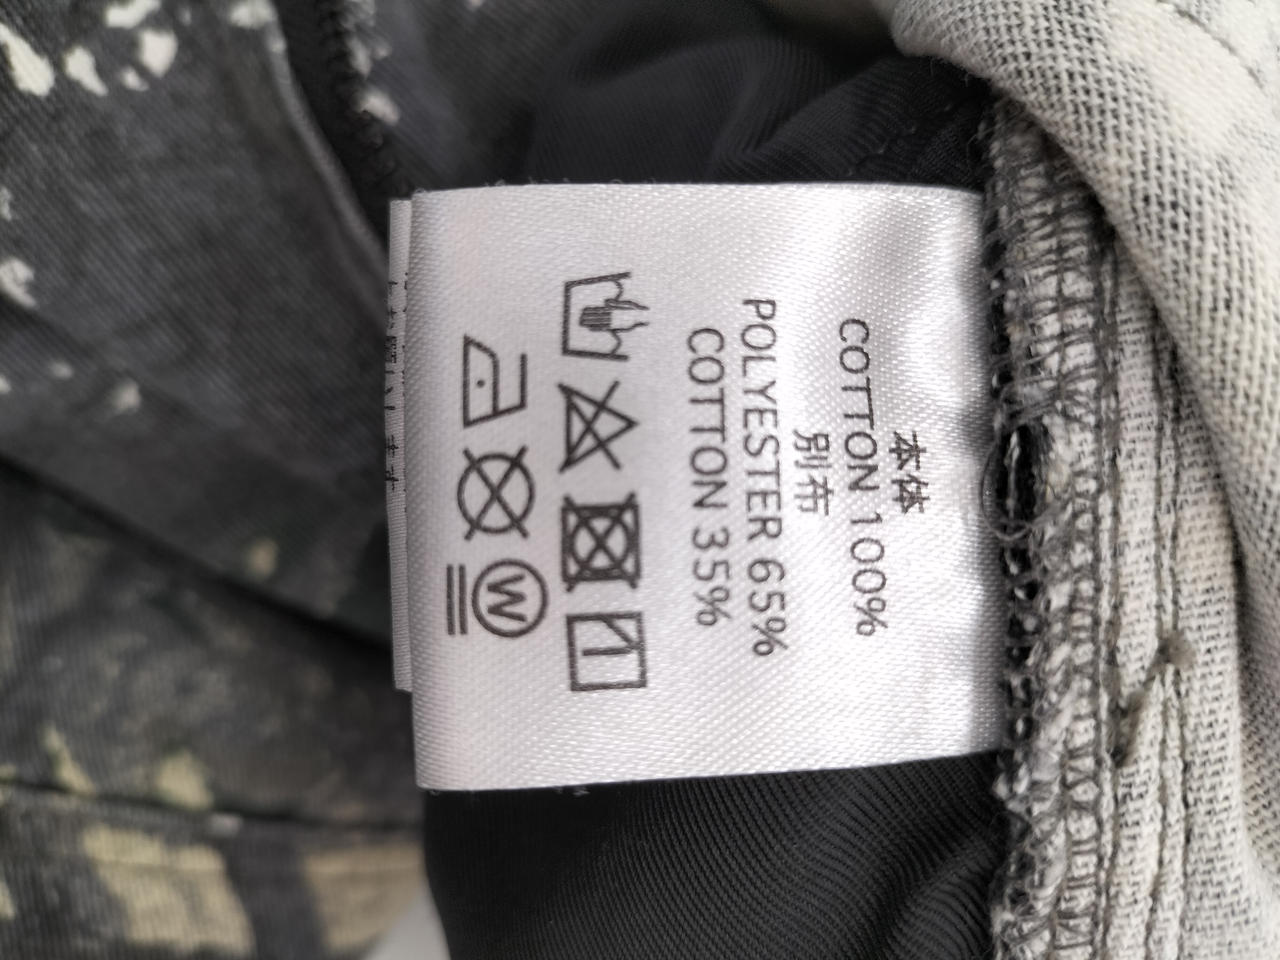 本体
COTTON 100%
別布
POLYESTER 65%
COTTON 35%
W